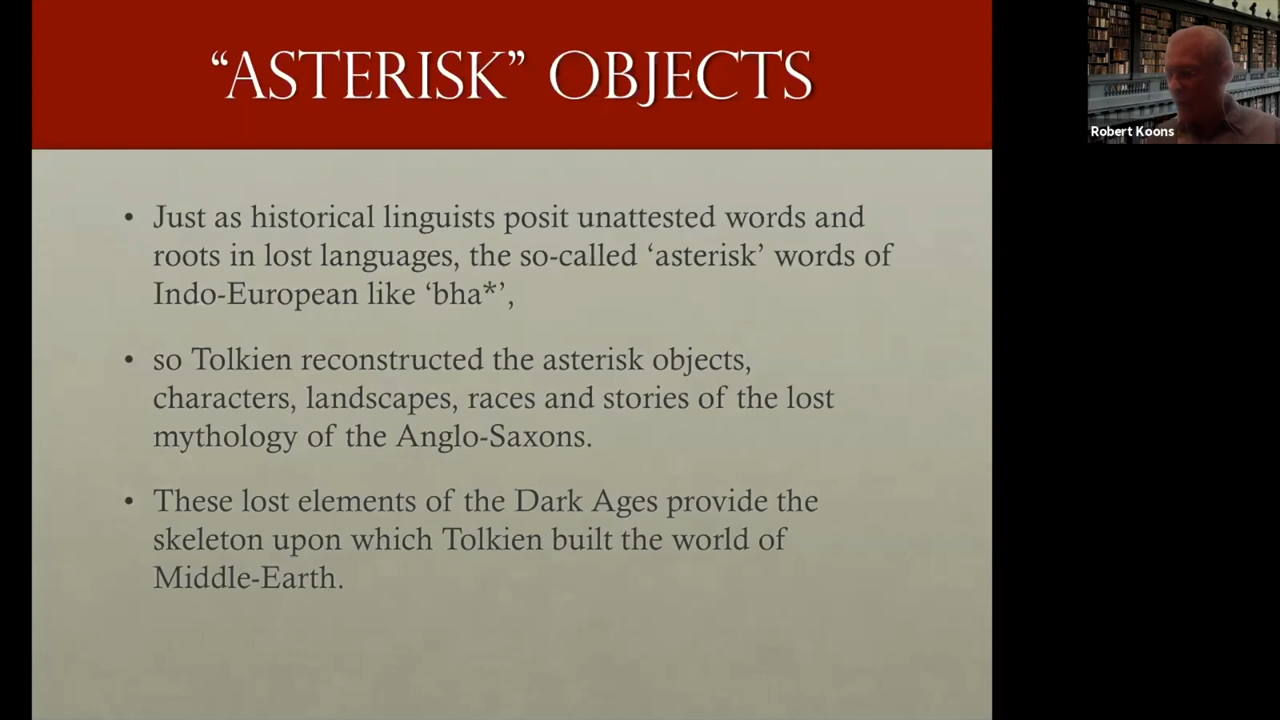 “ASTERISK” OBJECTS
Robert Koons
• Just as historical linguists posit unattested words and
roots in lost languages, the so-called ‘asterisk’ words of
Indo-European like ‘bha*’,
• so Tolkien reconstructed the asterisk objects,
characters, landscapes, races and stories of the lost
mythology of the Anglo-Saxons.
• These lost elements of the Dark Ages provide the
skeleton upon which Tolkien built the world of
Middle-Earth.